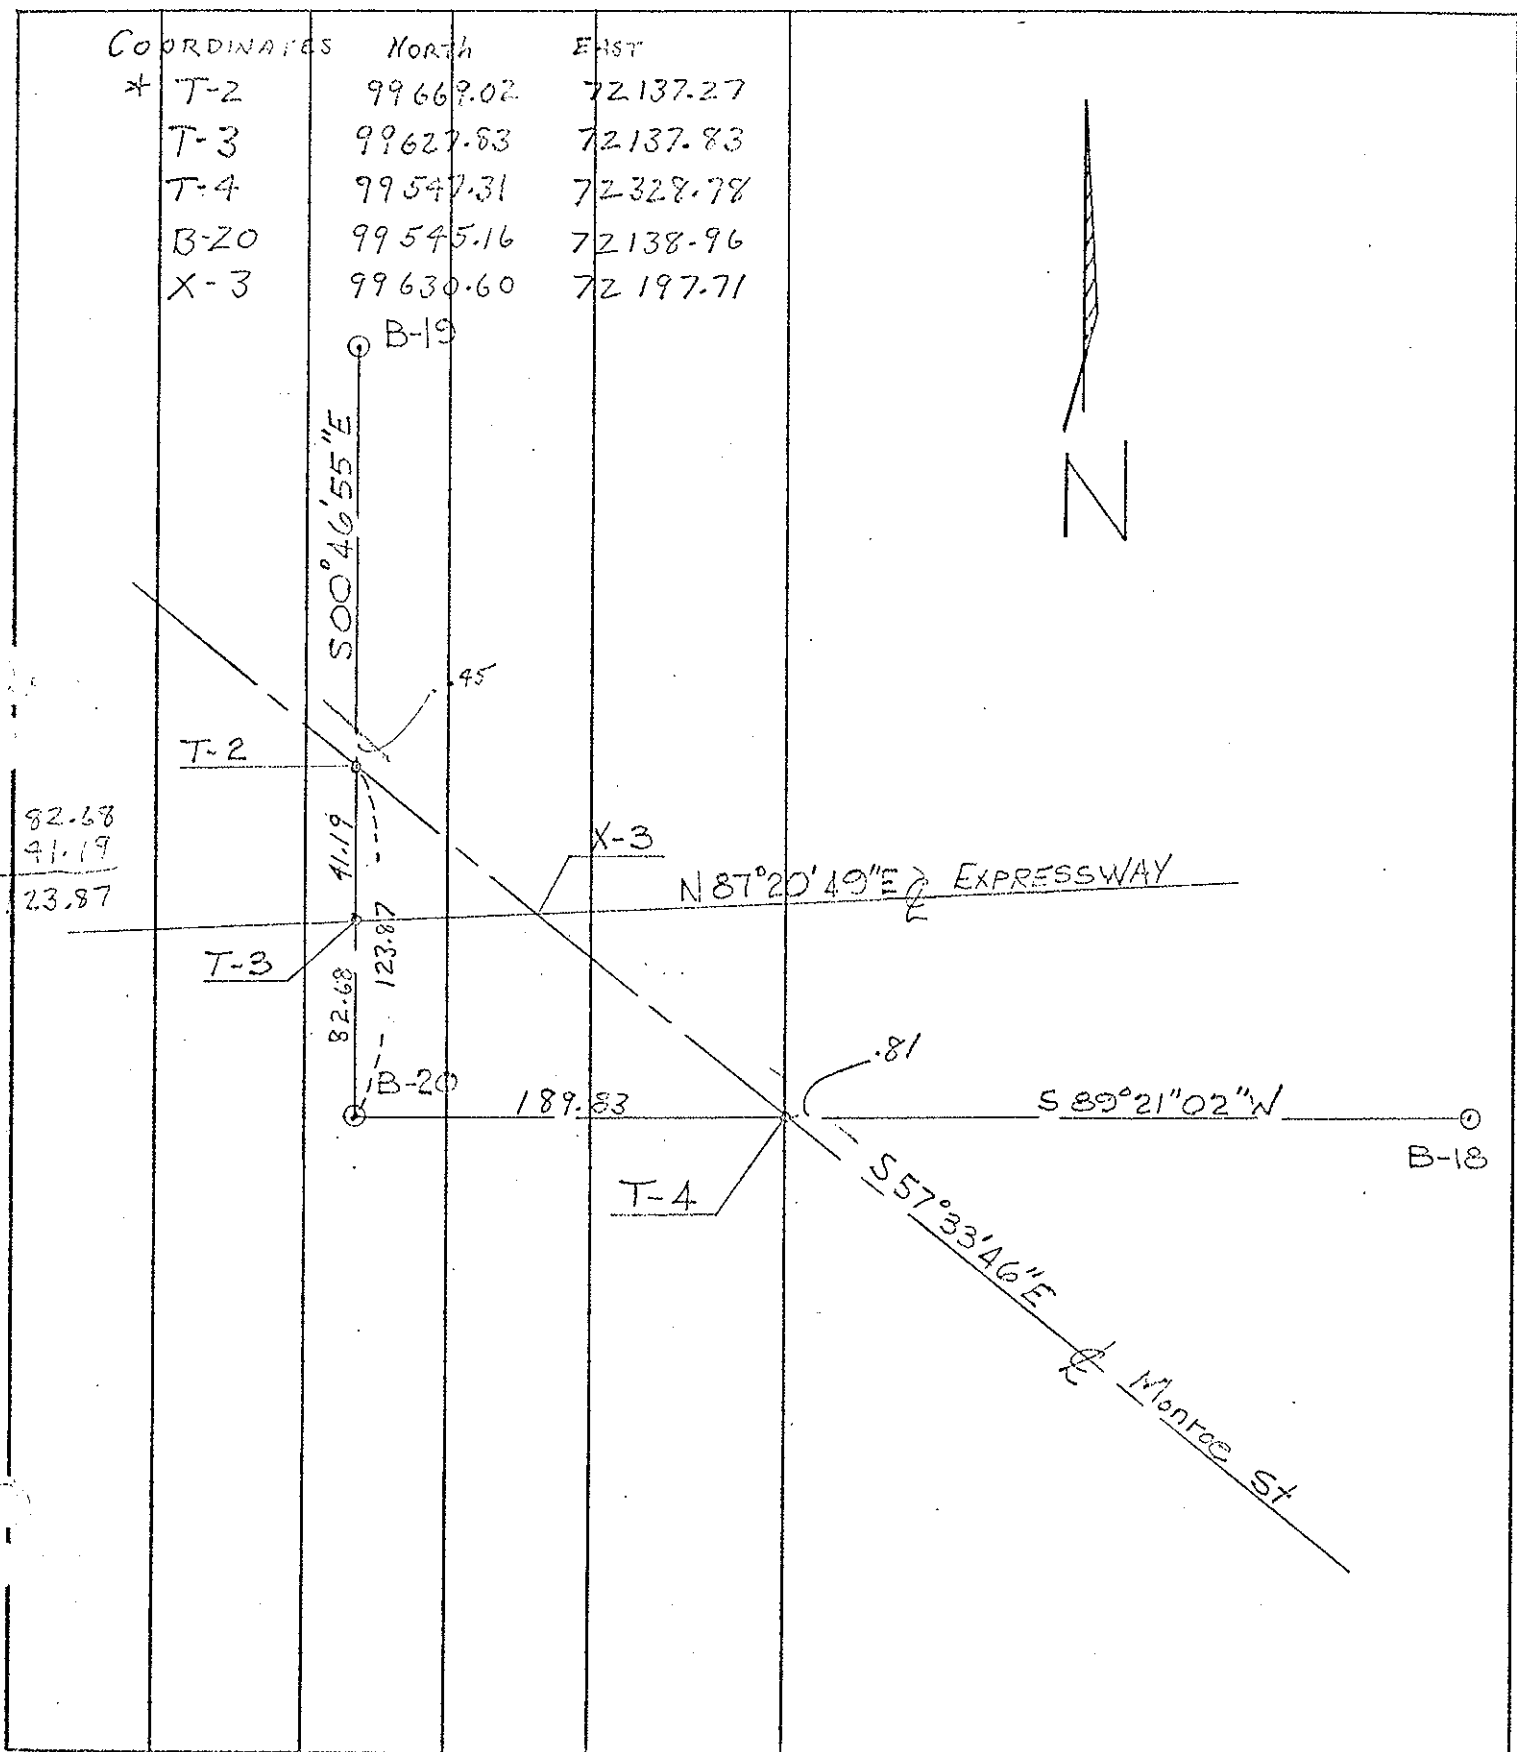 COORDINATES NORTH EAST
* T-2 99669.02 72137.27
T-3 99627.83 72137.83
T-4 99547.31 72328.78
B-20 99545.16 72138.96
X-3 99630.60 72197.71
B-19
S00°46'55"E
N
.45
T-2
82.68
41.19
23.87
41.19
X-3
N87°20'49"E ℄ EXPRESSWAY
T-3
123.87
82.68
B-20
189.83
.81
S 89°21"02"W
B-18
T-4
S57°33'46"E
℄ Monroe St